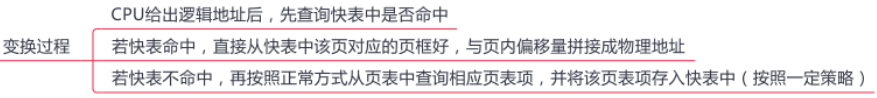 CPU给出逻辑地址后，先查询快表中是否命中
变换过程
若快表命中，直接从快表中该页对应的页框好，与页内偏移量拼接成物理地址
若快表不命中，再按照正常方式从页表中查询相应页表项，并将该页表项存入快表中（按照一定策略）